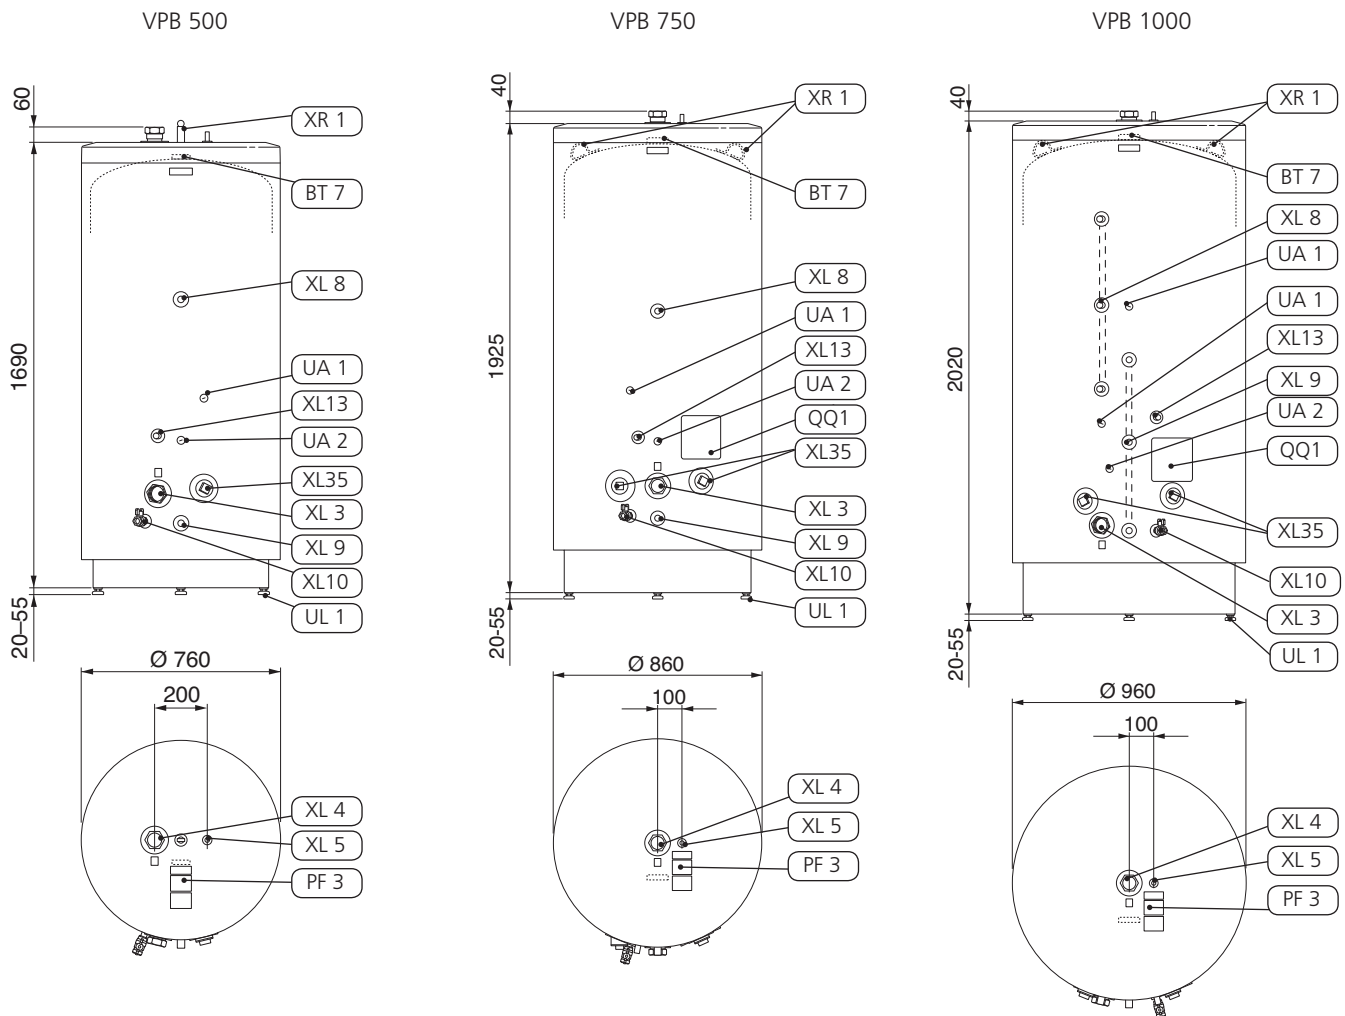 VPB 500
60
1690
20–55
XR 1
BT 7
XL 8
UA 1
XL13
UA 2
XL35
XL 3
XL 9
XL10
UL 1
Ø 760
200
XL 4
XL 5
PF 3
VPB 750
40
1925
20-55
XR 1
BT 7
XL 8
UA 1
XL13
UA 2
QQ1
XL35
XL 3
XL 9
XL10
UL 1
Ø 860
100
XL 4
XL 5
PF 3
VPB 1000
40
2020
20-55
XR 1
BT 7
XL 8
UA 1
UA 1
XL13
XL 9
UA 2
QQ1
XL35
XL10
XL 3
UL 1
Ø 960
100
XL 4
XL 5
PF 3